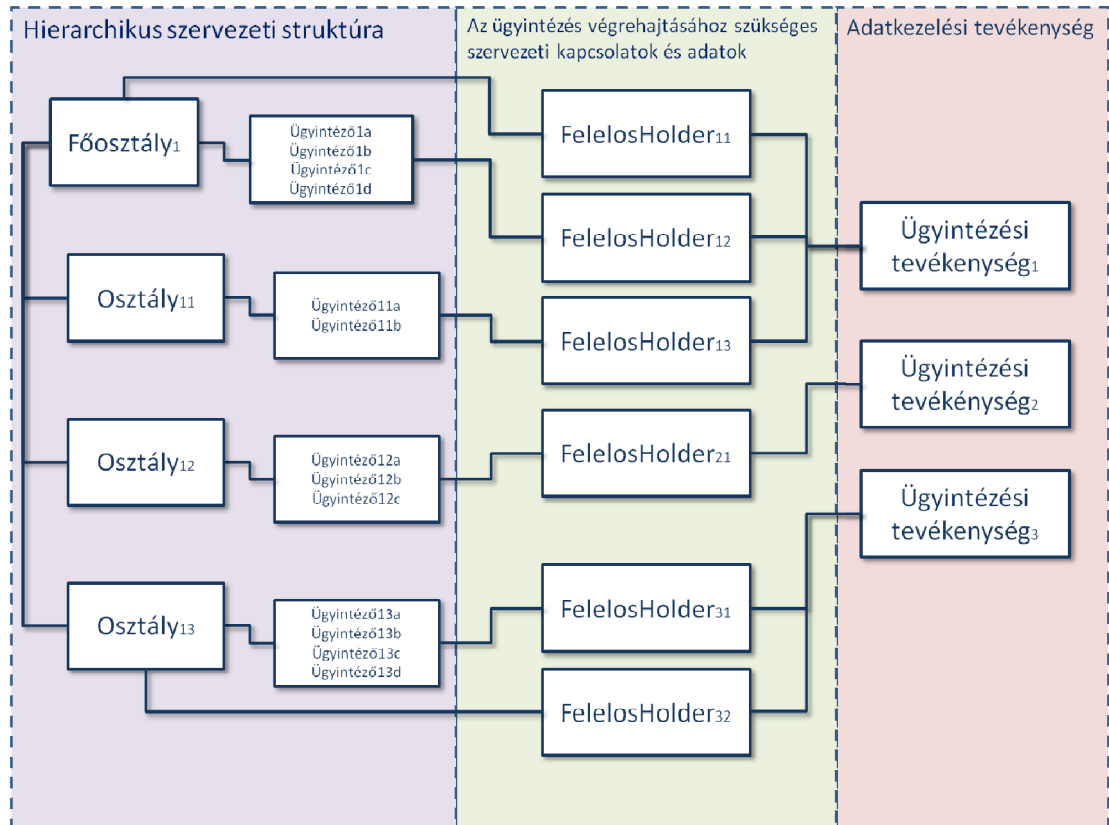 Hierarchikus szervezeti struktúra
Főosztály1
Ügyintéző1a
Ügyintéző1b
Ügyintéző1c
Ügyintéző1d
Osztály11
Ügyintéző11a
Ügyintéző11b
Osztály12
Ügyintéző12a
Ügyintéző12b
Ügyintéző12c
Osztály13
Ügyintéző13a
Ügyintéző13b
Ügyintéző13c
Ügyintéző13d
Az ügyintézés végrehajtásához szükséges
szervezeti kapcsolatok és adatok
FelelosHolder11
FelelosHolder12
FelelosHolder13
FelelosHolder21
FelelosHolder31
FelelosHolder32
Adatkezelési tevékenység
Ügyintézési
tevékenység1
Ügyintézési
tevékénység2
Ügyintézési
tevékenység3